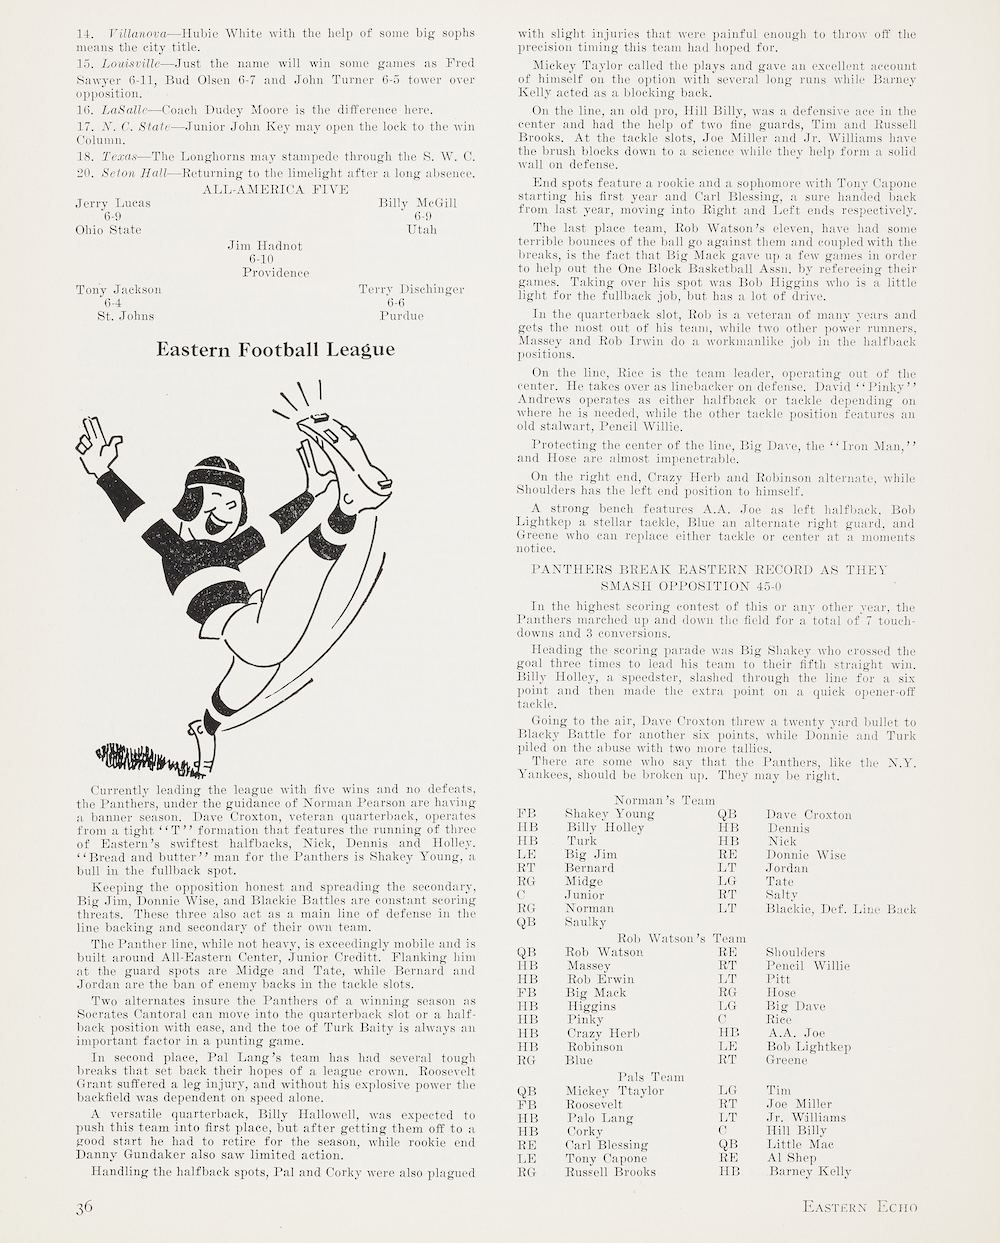 14. Villanova—Hubie White with the help of some big sophs
means the city title.
15. Louisville—Just the name will win some games as Fred
Sawyer 6-11, Bud Olsen 6-7 and John Turner 6-5 tower over
opposition.
16. LaSalle—Coach Dudey Moore is the difference here.
17. N. C. State—Junior John Key may open the lock to the win
Column.
18. Texas—The Longhorns may stampede through the S. W. C.
20. Seton Hall—Returning to the limelight after a long absence.
ALL-AMERICA FIVE
Jerry Lucas Billy McGill
6-9 6-9
Ohio State Utah
Jim Hadnot
6-10
Providence
Tony Jackson Terry Dischinger
6-4 6-6
St. Johns Purdue
Eastern Football League
Currently leading the league with five wins and no defeats,
the Panthers, under the guidance of Norman Pearson are having
a banner season. Dave Croxton, veteran quarterback, operates
from a tight "T" formation that features the running of three
of Eastern's swiftest halfbacks, Nick, Dennis and Holley.
"Bread and butter" man for the Panthers is Shakey Young, a
bull in the fullback spot.
Keeping the opposition honest and spreading the secondary,
Big Jim, Donnie Wise, and Blackie Battles are constant scoring
threats. These three also act as a main line of defense in the
line backing and secondary of their own team.
The Panther line, while not heavy, is exceedingly mobile and is
built around All-Eastern Center, Junior Creditt. Flanking him
at the guard spots are Midge and Tate, while Bernard and
Jordan are the ban of enemy backs in the tackle slots.
Two alternates insure the Panthers of a winning season as
Socrates Cantoral can move into the quarterback slot or a half-
back position with ease, and the toe of Turk Baity is always an
important factor in a punting game.
In second place, Pal Lang's team has had several tough
breaks that set back their hopes of a league crown. Roosevelt
Grant suffered a leg injury, and without his explosive power the
backfield was dependent on speed alone.
A versatile quarterback, Billy Hallowell, was expected to
push this team into first place, but after getting them off to a
good start he had to retire for the season, while rookie end
Danny Gundaker also saw limited action.
Handling the halfback spots, Pal and Corky were also plagued
with slight injuries that were painful enough to throw off the
precision timing this team had hoped for.
Mickey Taylor called the plays and gave an excellent account
of himself on the option with several long runs while Barney
Kelly acted as a blocking back.
On the line, an old pro, Hill Billy, was a defensive ace in the
center and had the help of two fine guards, Tim and Russell
Brooks. At the tackle slots, Joe Miller and Jr. Williams have
the brush blocks down to a science while they help form a solid
wall on defense.
End spots feature a rookie and a sophomore with Tony Capone
starting his first year and Carl Blessing, a sure handed back
from last year, moving into Right and Left ends respectively.
The last place team, Rob Watson's eleven, have had some
terrible bounces of the ball go against them and coupled with the
breaks, is the fact that Big Mack gave up a few games in order
to help out the One Block Basketball Assn. by refereeing their
games. Taking over his spot was Bob Higgins who is a little
light for the fullback job, but has a lot of drive.
In the quarterback slot, Rob is a veteran of many years and
gets the most out of his team, while two other power runners,
Massey and Rob Irwin do a workmanlike job in the halfback
positions.
On the line, Rice is the team leader, operating out of the
center. He takes over as linebacker on defense. David "Pinky"
Andrews operates as either halfback or tackle depending on
where he is needed, while the other tackle position features an
old stalwart, Pencil Willie.
Protecting the center of the line, Big Dave, the "Iron Man,"
and Hose are almost impenetrable.
On the right end, Crazy Herb and Robinson alternate, while
Shoulders has the left end position to himself.
A strong bench features A.A. Joe as left halfback, Bob
Lightkep a stellar tackle, Blue an alternate right guard, and
Greene who can replace either tackle or center at a moments
notice.
PANTHERS BREAK EASTERN RECORD AS THEY
SMASH OPPOSITION 45-0
In the highest scoring contest of this or any other year, the
Panthers marched up and down the field for a total of 7 touch-
downs and 3 conversions.
Heading the scoring parade was Big Shakey who crossed the
goal three times to lead his team to their fifth straight win.
Billy Holley, a speedster, slashed through the line for a six
point and then made the extra point on a quick opener-off
tackle.
Going to the air, Dave Croxton threw a twenty yard bullet to
Blacky Battle for another six points, while Donnie and Turk
piled on the abuse with two more tallies.
There are some who say that the Panthers, like the N.Y.
Yankees, should be broken up. They may be right.
Norman's Team
FB Shakey Young QB Dave Croxton
HB Billy Holley HB Dennis
HB Turk HB Nick
LE Big Jim RE Donnie Wise
RT Bernard LT Jordan
RG Midge LG Tate
C Junior RT Salty
RG Norman LT Blackie, Def. Line Back
QB Saulky
Rob Watson's Team
QB Rob Watson RE Shoulders
HB Massey RT Pencil Willie
HB Rob Erwin LT Pitt
FB Big Mack RG Hose
HB Higgins LG Big Dave
HB Pinky C Rice
HB Crazy Herb HB A.A. Joe
HB Robinson LE Bob Lightkep
RG Blue RT Greene
Pals Team
QB Mickey Ttaylor LG Tim
FB Roosevelt RT Joe Miller
HB Palo Lang LT Jr. Williams
HB Corky C Hill Billy
RE Carl Blessing QB Little Mac
LE Tony Capone RE Al Shep
RG Russell Brooks HB Barney Kelly
36 EASTERN ECHO